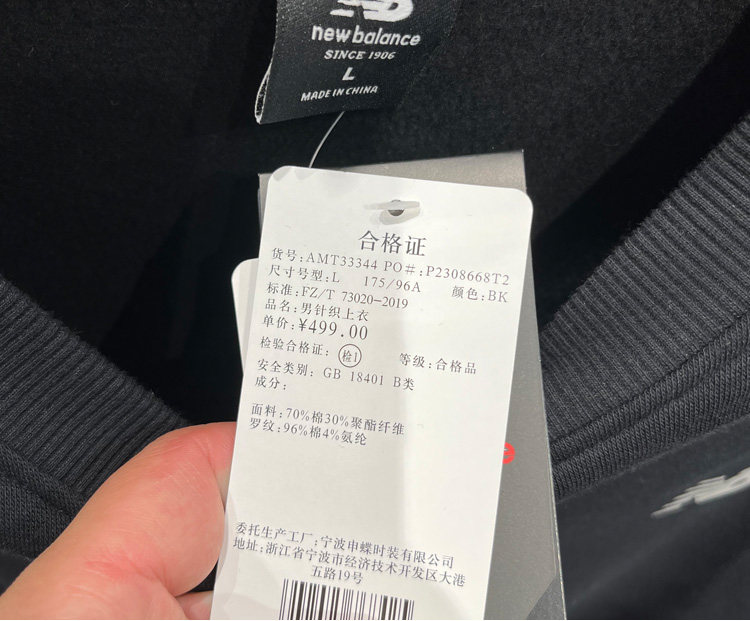 new balance
SINCE 1906
L
MADE IN CHINA
合格证
货号:AMT33344 PO#:P2308668T2
尺寸号型:L 175/96A 颜色:BK
标准:FZ/T 73020-2019
品名:男针织上衣
单价:¥499.00
检验合格证: 检1 等级:合格品
安全类别: GB 18401 B类
成分:
面料:70%棉30%聚酯纤维
罗纹:96%棉4%氨纶
委托生产工厂:宁波申蝶时装有限公司
地址:浙江省宁波市经济技术开发区大港
五路19号